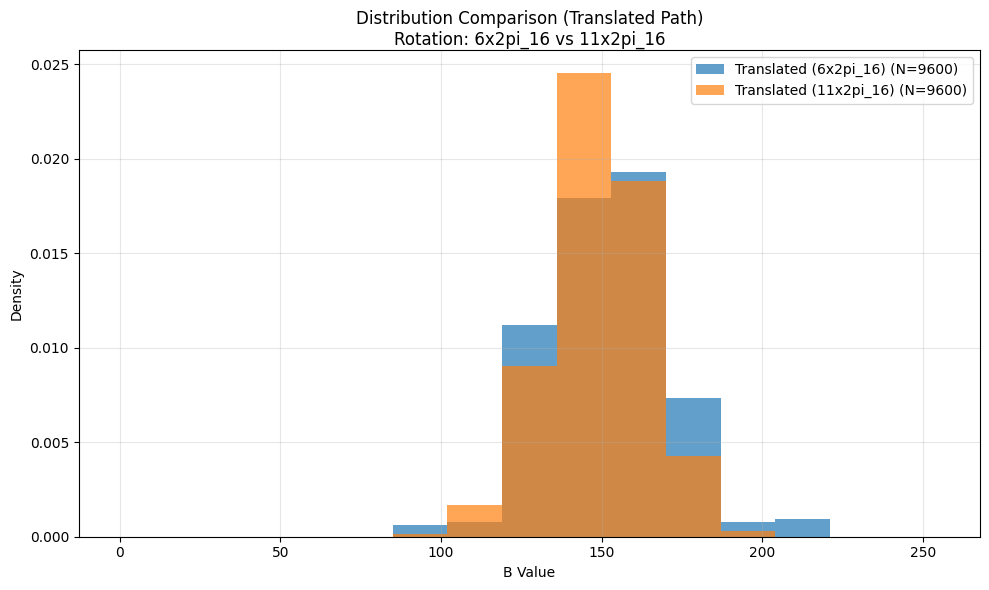 Distribution Comparison (Translated Path)
Rotation: 6x2pi_16 vs 11x2pi_16
Translated (6x2pi_16) (N=9600)
Translated (11x2pi_16) (N=9600)
Density
0.025
0.020
0.015
0.010
0.005
0.000
0 50 100 150 200 250
B Value